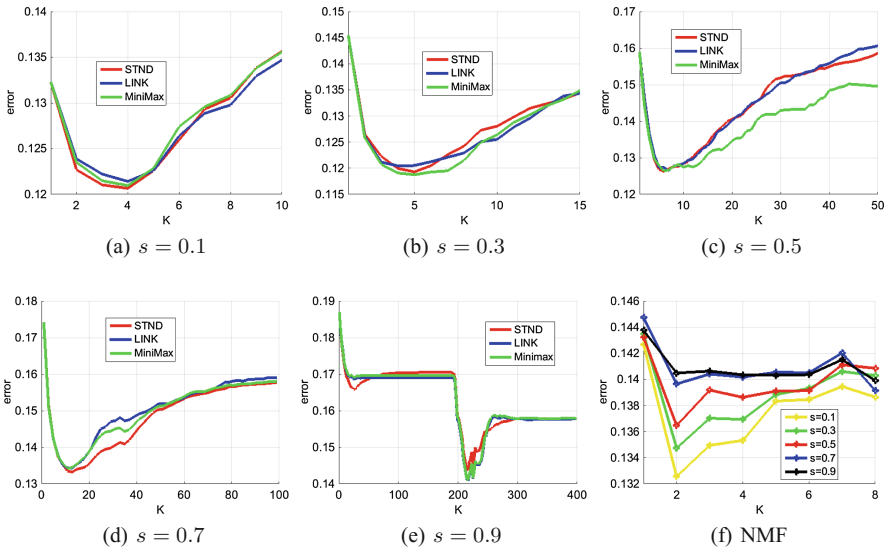 0.14
0.135
0.13
0.125
0.12
error
2 4 6 8 10
K
STND
LINK
MiniMax
(a) s = 0.1
0.15
0.145
0.14
0.135
0.13
0.125
0.12
0.115
error
5 10 15
K
STND
LINK
MiniMax
(b) s = 0.3
0.17
0.16
0.15
0.14
0.13
0.12
error
10 20 30 40 50
K
STND
LINK
MiniMax
(c) s = 0.5
0.18
0.17
0.16
0.15
0.14
0.13
error
0 20 40 60 80 100
K
STND
LINK
MiniMax
(d) s = 0.7
0.19
0.18
0.17
0.16
0.15
0.14
error
0 100 200 300 400
K
STND
LINK
Minimax
(e) s = 0.9
0.146
0.144
0.142
0.14
0.138
0.136
0.134
0.132
error
2 4 6 8
K
s=0.1
s=0.3
s=0.5
s=0.7
s=0.9
(f) NMF